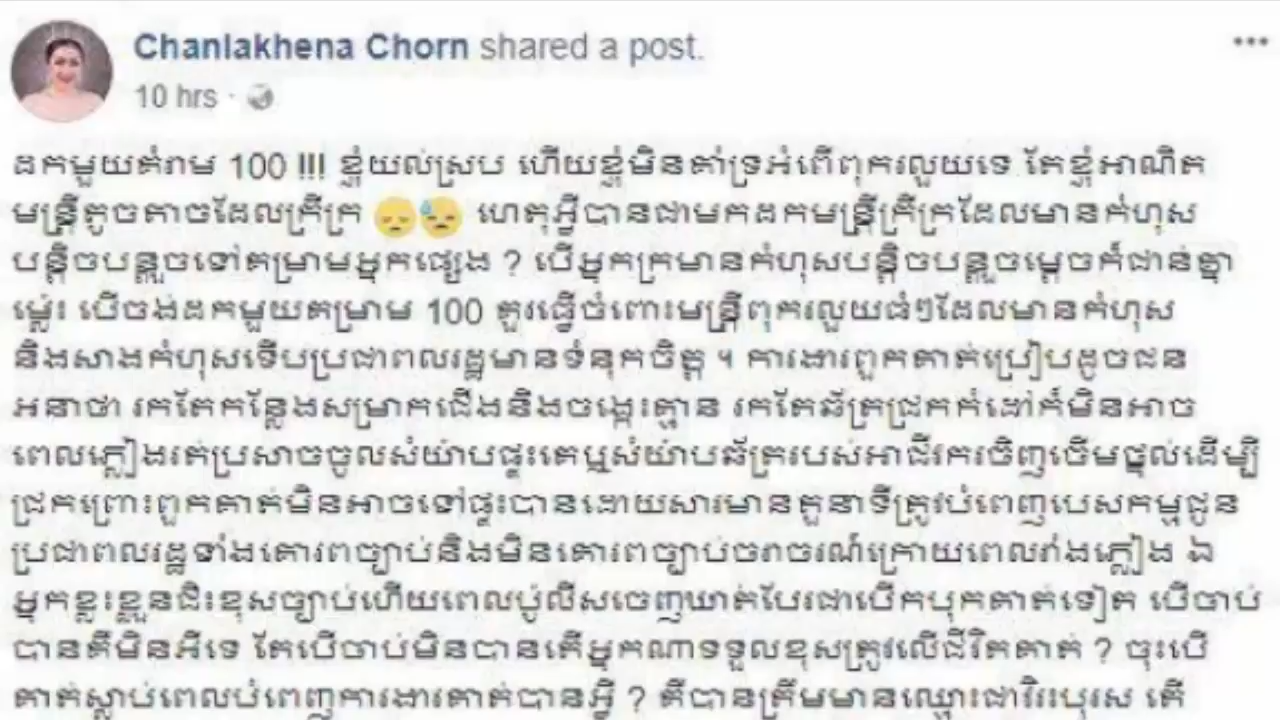 Chanlakhena Chorn shared a post.
10 hrs ·
ដកមួយគំរាម 100 !!! ខ្ញុំយល់ស្រប ហើយខ្ញុំមិនគាំទ្រអំពើពុករលួយទេ តែខ្ញុំអាណិត
មន្ត្រីតូចតាចដែលក្រីក្រ 😞😓 ហេតុអ្វីបានជាមកដកមន្ត្រីក្រីក្រដែលមានកំហុស
បន្តិចបន្តួចទៅគម្រាមអ្នកផ្សេង ? បើអ្នកក្រមានកំហុសបន្តិចបន្តួចម្តេចក៏ជាន់គ្នា
ម្ល៉េះ បើចង់ដកមួយគម្រាម 100 គួរធ្វើចំពោះមន្ត្រីពុករលួយធំៗដែលមានកំហុស
និងសាងកំហុសទើបប្រជាពលរដ្ឋមានទំនុកចិត្ត ។ ការងារពួកគាត់ប្រៀបដូចជន
អនាថា រកតែកន្លែងសម្រាកជើងនិងចង្កេះគ្មាន រកតែឆ័ត្រជ្រកកំដៅក៏មិនអាច
ពេលភ្លៀងរត់ប្រសាចចូលសំយ៉ាបផ្ទះគេឬសំយ៉ាបឆ័ត្ររបស់អាជីវករចិញ្ចើមថ្នល់ដើម្បី
ជ្រកព្រោះពួកគាត់មិនអាចទៅផ្ទះបានដោយសារមានតួនាទីត្រូវបំពេញបេសកម្មជូន
ប្រជាពលរដ្ឋទាំងគោរពច្បាប់និងមិនគោរពច្បាប់ចរាចរណ៍ក្រោយពេលរាំងភ្លៀង ឯ
អ្នកខ្លះខ្លួនជិះខុសច្បាប់ហើយពេលប៉ូលីសចេញឃាត់បែរជាបើកបុកគាត់ទៀត បើចាប់
បានគឺមិនអីទេ តែបើចាប់មិនបានតើអ្នកណាទទួលខុសត្រូវលើជីវិតគាត់ ? ចុះបើ
គាត់ស្លាប់ពេលបំពេញការងារគាត់បានអ្វី ? គឺបានត្រឹមមានឈ្មោះជាវិរះបុរស តើ